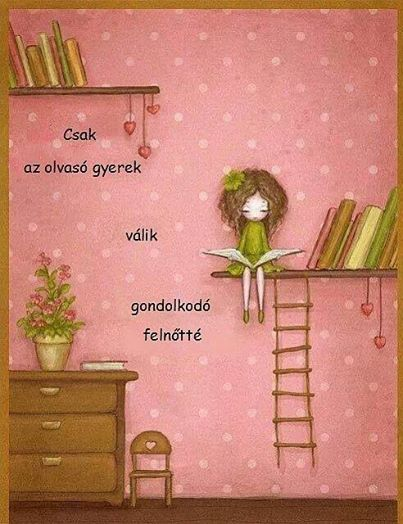 Csak
az olvasó gyerek
válik
gondolkodó
felnőtté